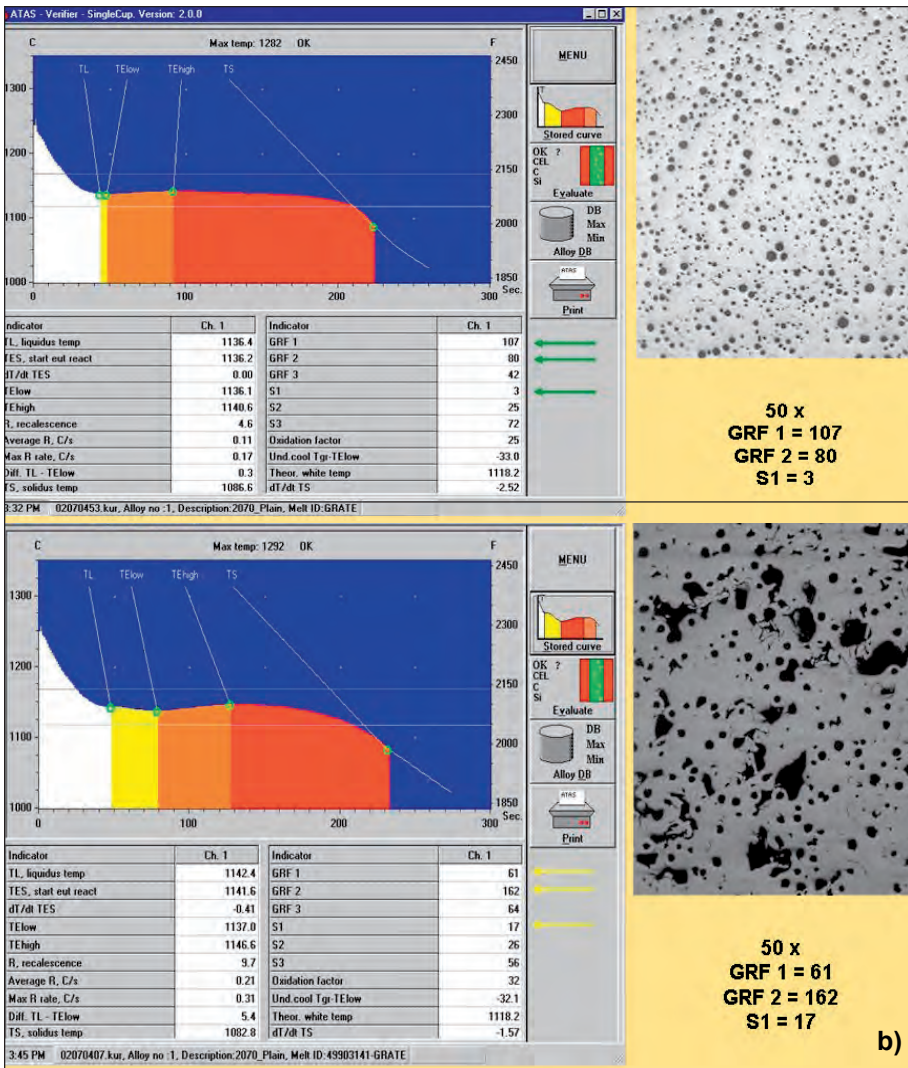 ATAS - Verifier - SingleCup. Version: 2.0.0
C Max temp: 1282 OK F
TL TElow TEhigh TS
1300
1200
1100
1000
0 100 200 300
Sec.
2450
2300
2150
2000
1850
MENU
Stored curve
OK ?
CEL
C
Si
Evaluate
DB
Max
Min
Alloy DB
ATAS
Print
Indicator Ch. 1 Indicator Ch. 1
TL, liquidus temp 1136.4 GRF 1 107
TES, start eut react 1136.2 GRF 2 80
dT/dt TES 0.00 GRF 3 42
TElow 1136.1 S1 3
TEhigh 1140.6 S2 25
R, recalescence 4.6 S3 72
Average R, C/s 0.11 Oxidation factor 25
Max R rate, C/s 0.17 Und.cool Tgr-TElow -33.0
Diff. TL - TElow 0.3 Theor. white temp 1118.2
TS, solidus temp 1086.6 dT/dt TS -2.52
3:32 PM 02070453.kur, Alloy no :1, Description:2070_Plain, Melt ID:GRATE
50 x
GRF 1 = 107
GRF 2 = 80
S1 = 3
C Max temp: 1292 OK F
TL TElow TEhigh TS
1300
1200
1100
1000
0 100 200 300
Sec.
2450
2300
2150
2000
1850
MENU
T
Stored curve
OK ?
CEL
C
Si
Evaluate
DB
Max
Min
Alloy DB
ATAS
Print
Indicator Ch. 1 Indicator Ch. 1
TL, liquidus temp 1142.4 GRF 1 61
TES, start eut react 1141.6 GRF 2 162
dT/dt TES -0.41 GRF 3 64
TElow 1137.0 S1 17
TEhigh 1146.6 S2 26
R, recalescence 9.7 S3 56
Average R, C/s 0.21 Oxidation factor 32
Max R rate, C/s 0.31 Und.cool Tgr-TElow -32.1
Diff. TL - TElow 5.4 Theor. white temp 1118.2
TS, solidus temp 1082.8 dT/dt TS -1.57
3:45 PM 02070407.kur, Alloy no :1, Description:2070_Plain, Melt ID:49903141-GRATE
50 x
GRF 1 = 61
GRF 2 = 162
S1 = 17
b)